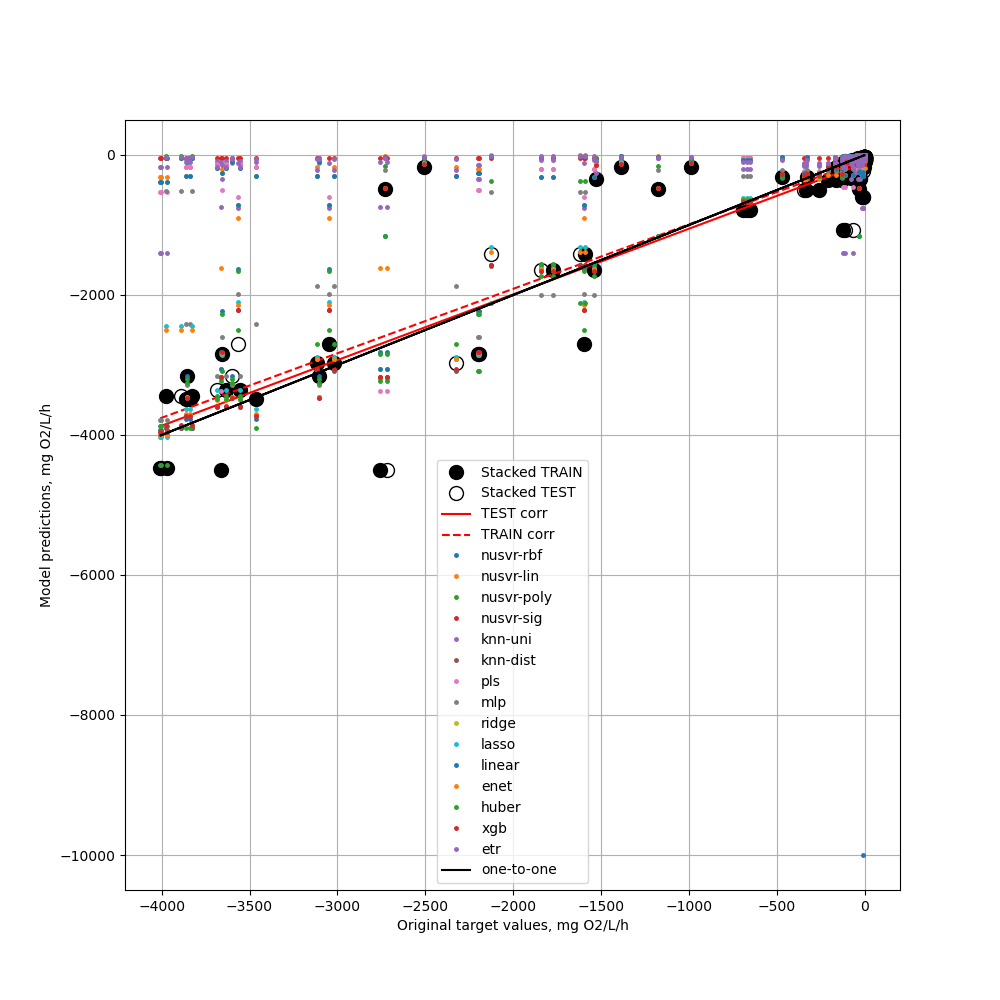 0
−2000
−4000
−6000
−8000
−10000
Model predictions, mg O2/L/h
Stacked TRAIN
Stacked TEST
TEST corr
TRAIN corr
nusvr-rbf
nusvr-lin
nusvr-poly
nusvr-sig
knn-uni
knn-dist
pls
mlp
ridge
lasso
linear
enet
huber
xgb
etr
one-to-one
−4000 −3500 −3000 −2500 −2000 −1500 −1000 −500 0
Original target values, mg O2/L/h